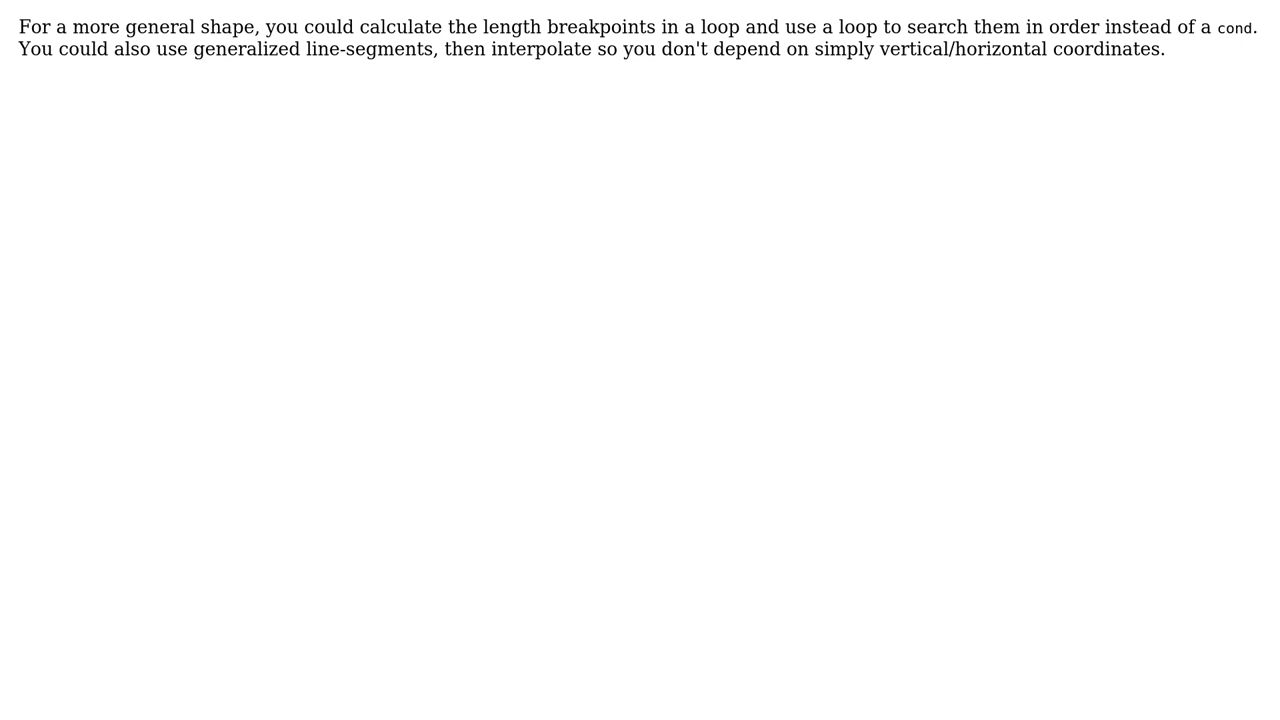 For a more general shape, you could calculate the length breakpoints in a loop and use a loop to search them in order instead of a cond.
You could also use generalized line-segments, then interpolate so you don't depend on simply vertical/horizontal coordinates.